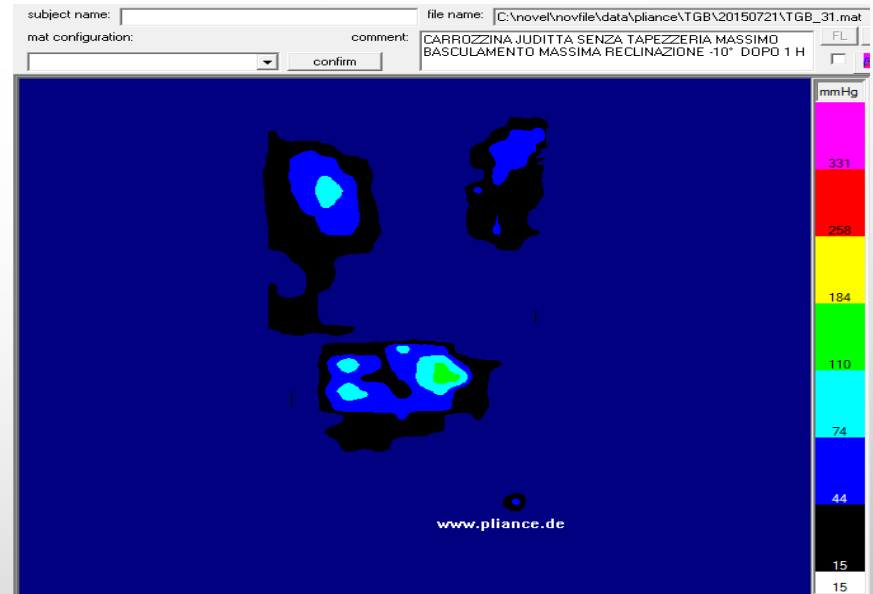 subject name:
file name: C:\novel\novfile\data\pliance\TGB\20150721\TGB_31.mat
mat configuration:
comment: CARROZZINA JUDITTA SENZA TAPEZZERIA MASSIMO
BASCULAMENTO MASSIMA RECLINAZIONE -10° DOPO 1 H
FL
confirm
mmHg
331
258
184
110
74
44
15
15
www.pliance.de